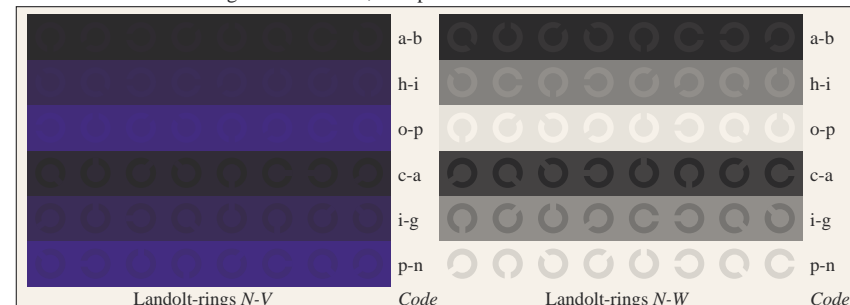 a-b a-b
h-i h-i
o-p o-p
c-a c-a
i-g i-g
p-n p-n
Landolt-rings N-V Code Landolt-rings N-W Code